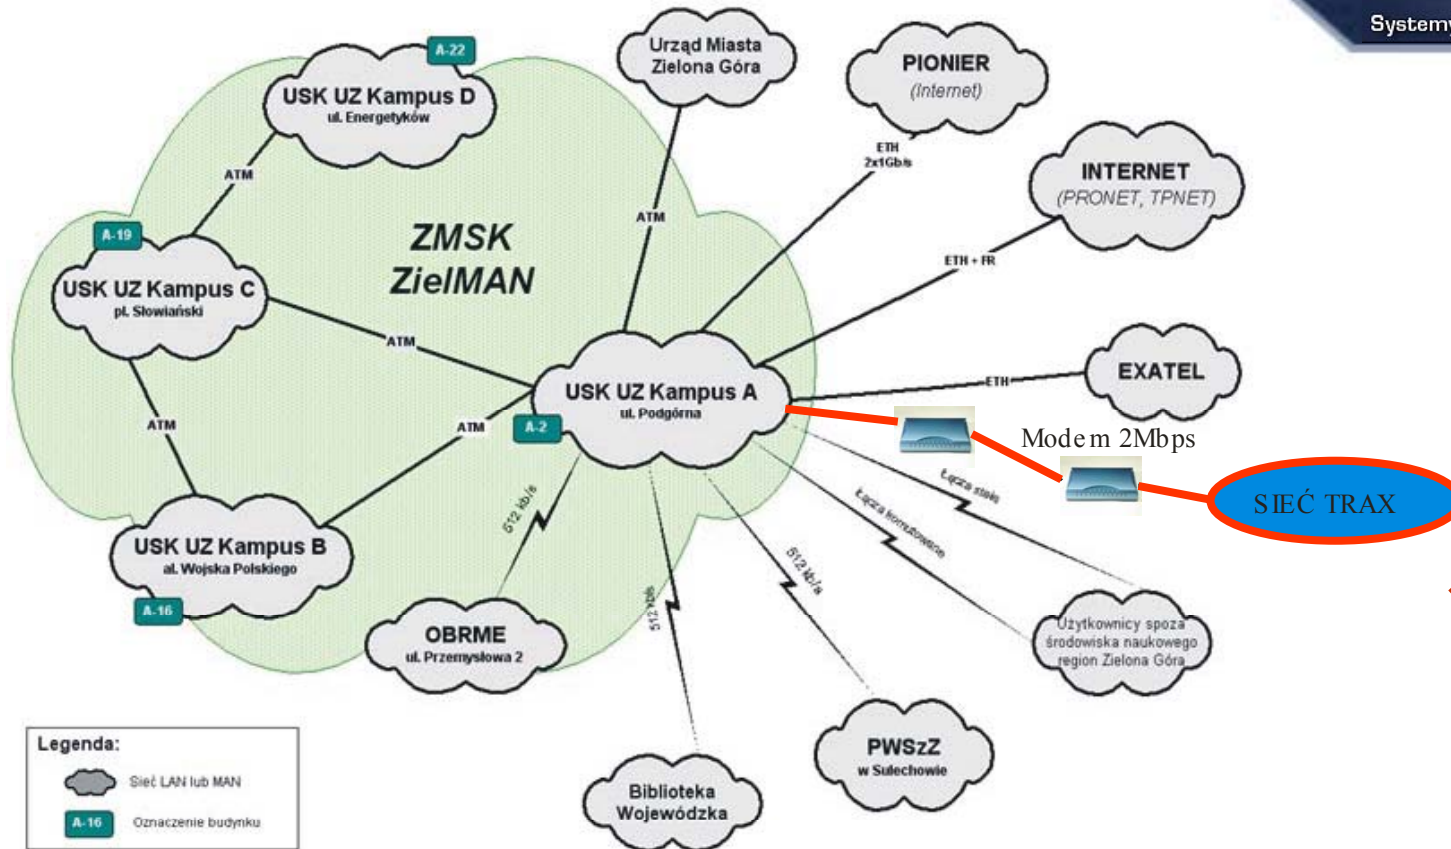 Systemy
A-22
USK UZ Kampus D
ul. Energetyków
Urząd Miasta
Zielona Góra
PIONIER
(Internet)
ETH
2x1Gb/s
ATM
ATM
INTERNET
(PRONET, TPNET)
A-19
ZMSK
ZielMAN
ETH + FR
USK UZ Kampus C
pl. Słowiański
ATM
EXATEL
ETH
USK UZ Kampus A
ul. Podgórna
A-2
ATM
ATM
Modem 2Mbps
SIEĆ TRAX
Łącza stałe
Łącza komutowane
512 kb/s
512 kb/s
512 kb/s
USK UZ Kampus B
al. Wojska Polskiego
A-16
OBRME
ul. Przemysłowa 2
Użytkownicy spoza
środowiska naukowego
region Zielona Góra
PWSzZ
w Sulechowie
Biblioteka
Wojewódzka
Legenda:
Sieć LAN lub MAN
A-16
Oznaczenie budynku